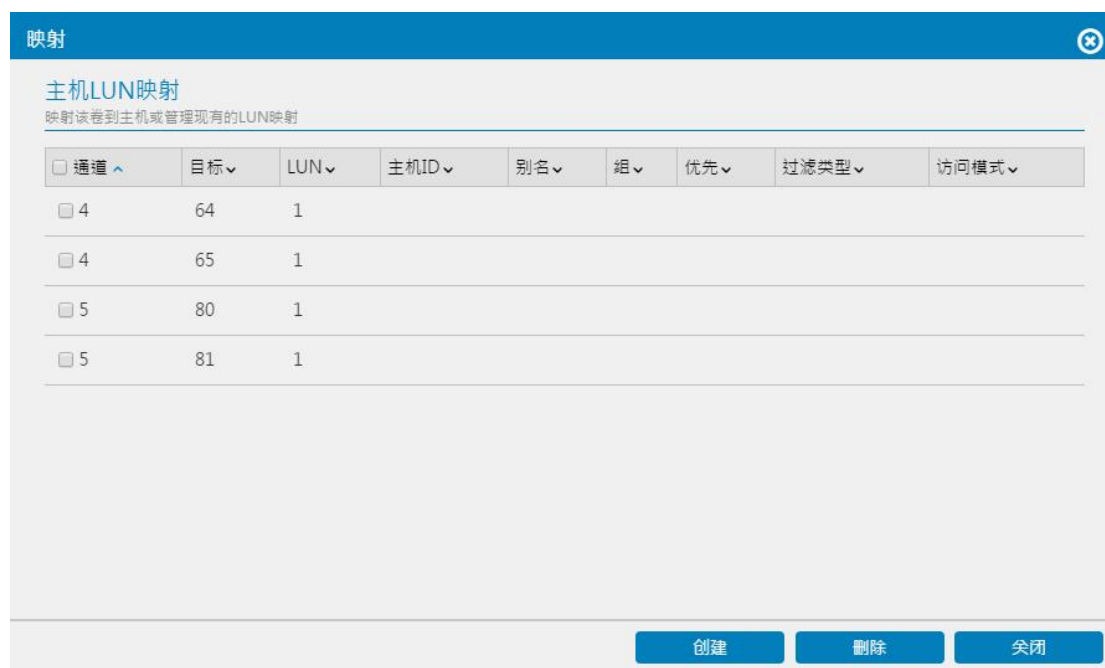 映射
主机LUN映射
映射该卷到主机或管理现有的LUN映射
通道 目标 LUN 主机ID 别名 组 优先 过滤类型 访问模式
4 64 1
4 65 1
5 80 1
5 81 1
创建 删除 关闭